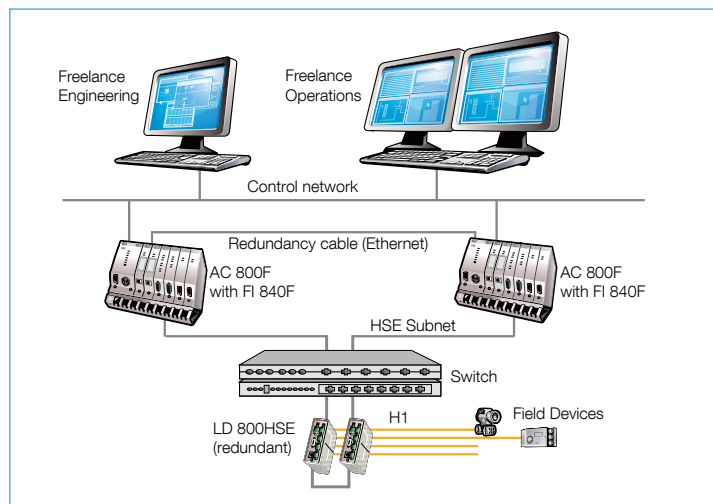 Freelance
Engineering
Freelance
Operations
Control network
Redundancy cable (Ethernet)
AC 800F
with FI 840F
AC 800F
with FI 840F
HSE Subnet
Switch
LD 800HSE
(redundant)
H1
Field Devices